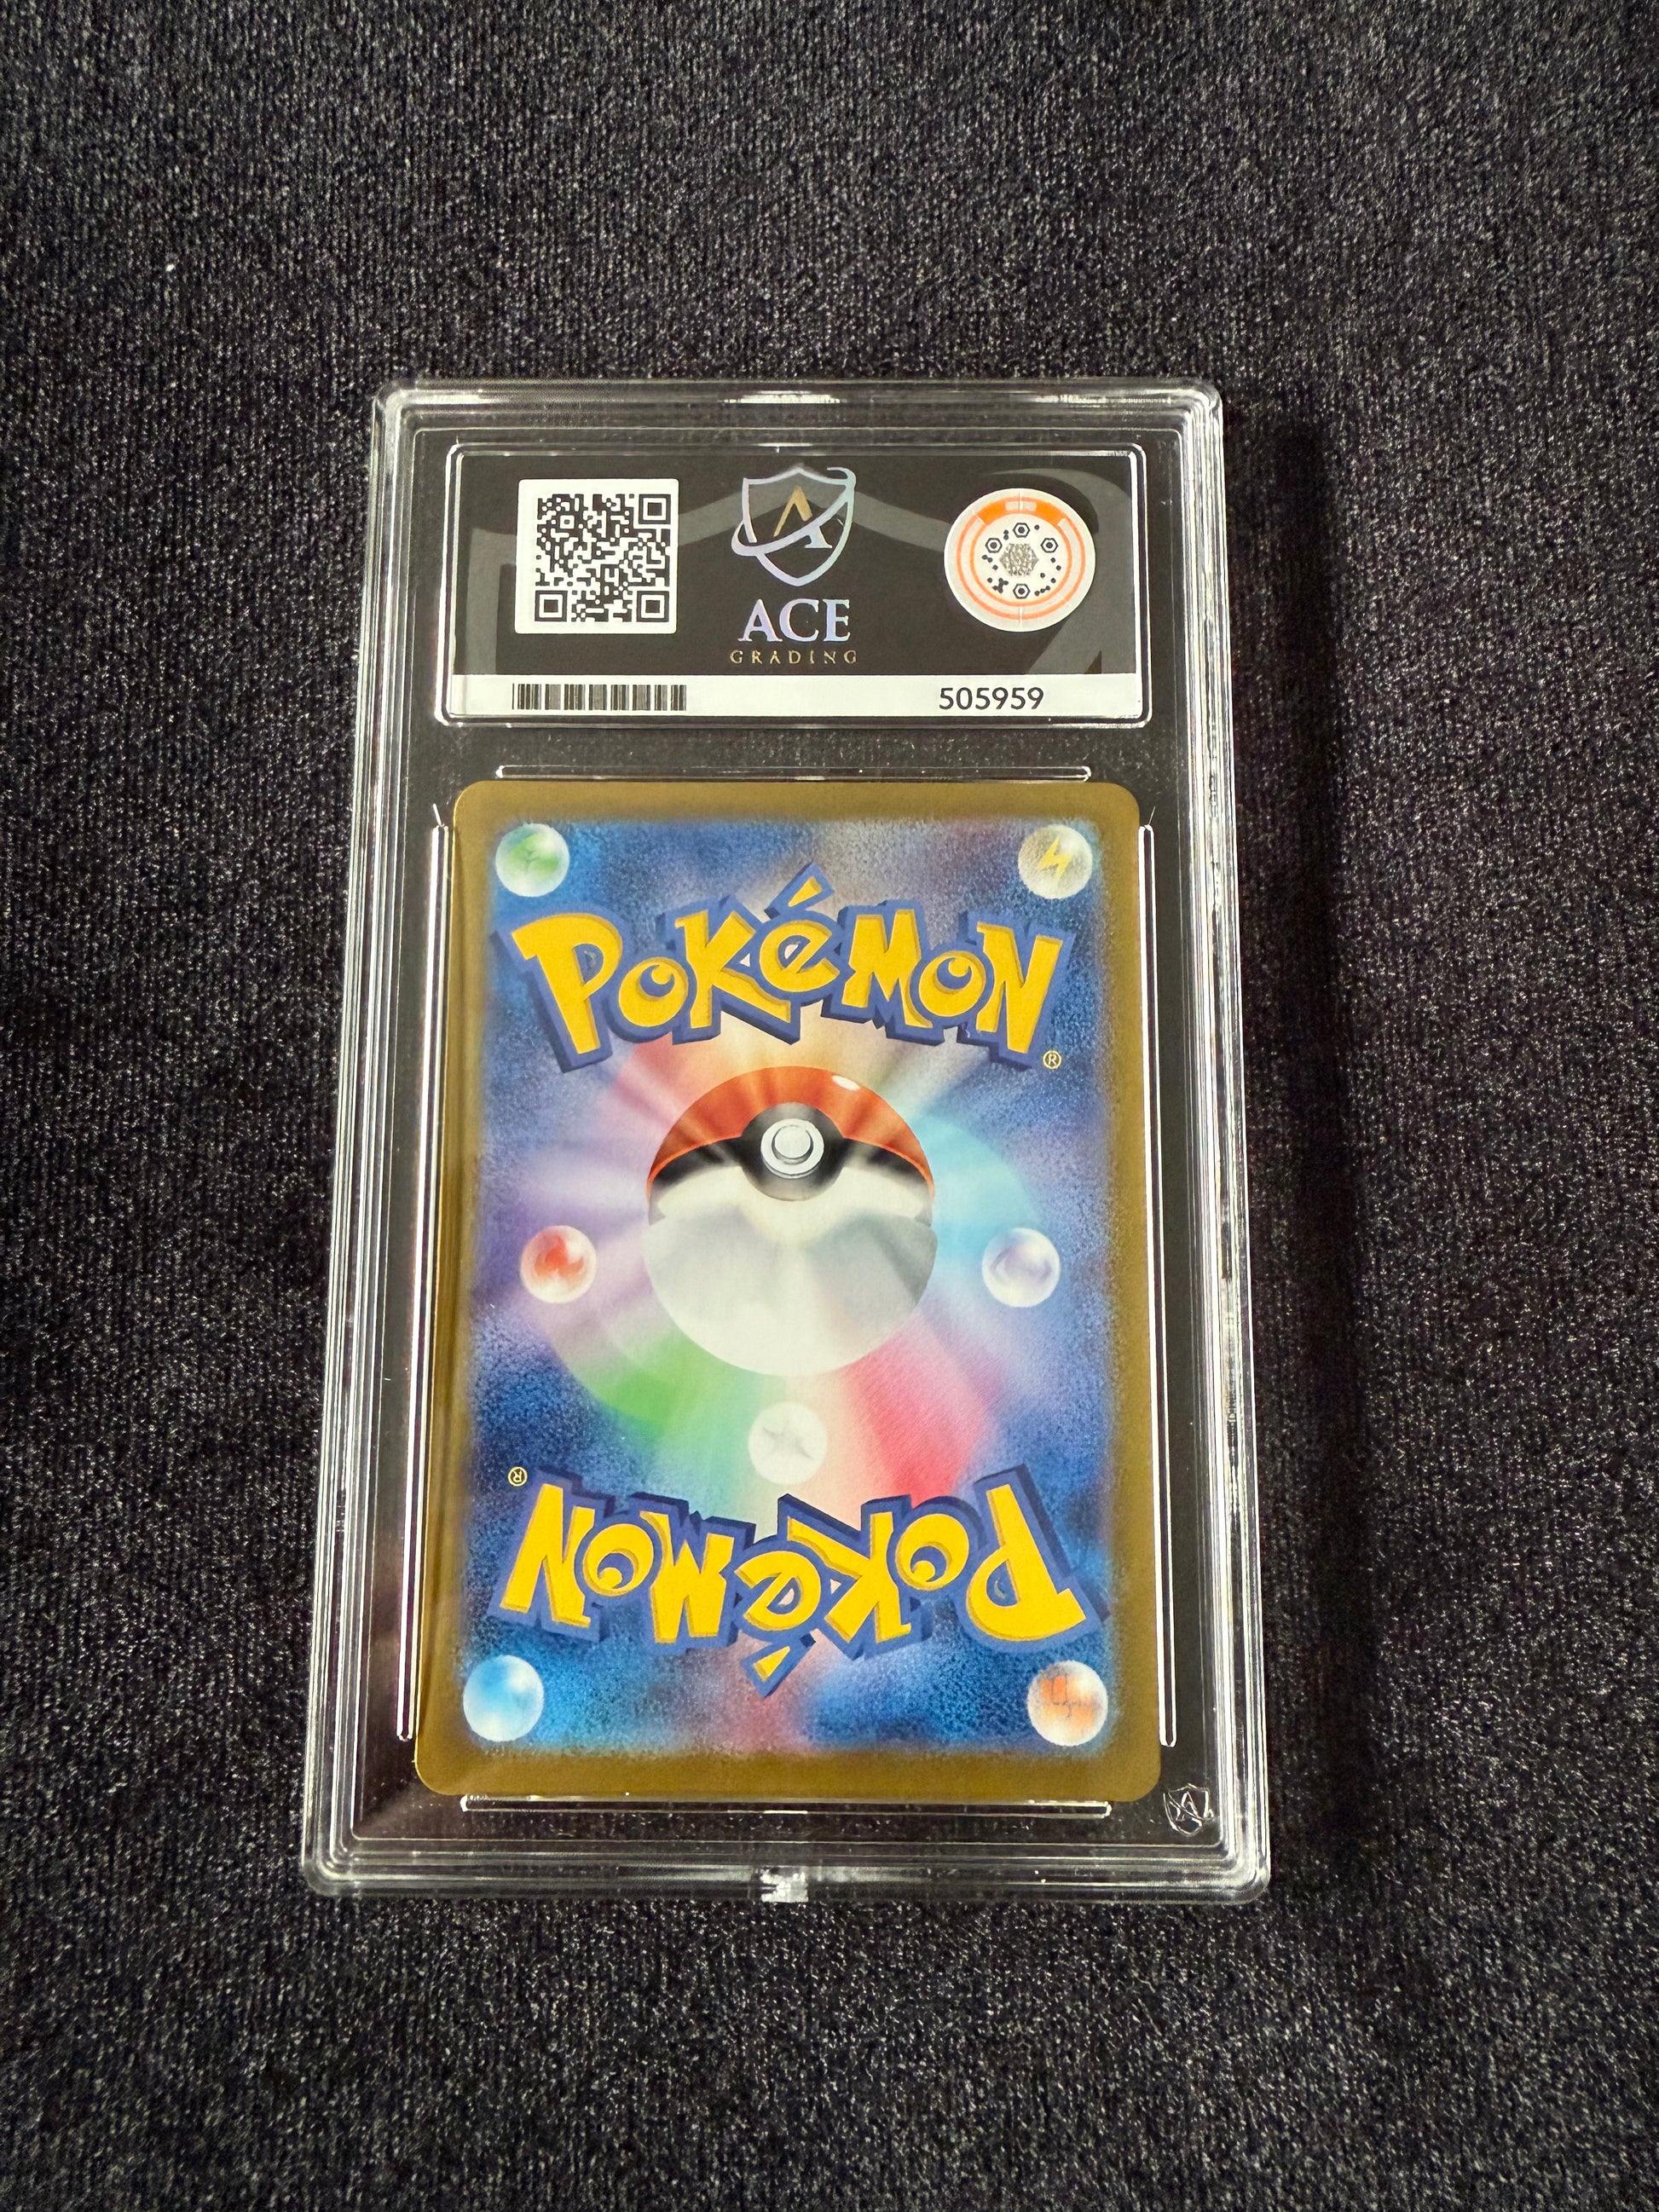 ACE
GRADING
505959
POKéMON
®
®
POKéMON